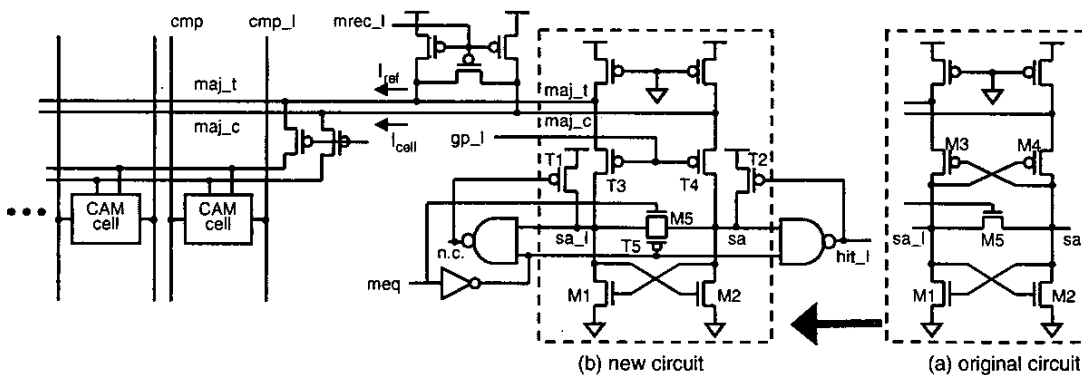 cmp cmp_l mrec_l
I_ref
maj_t maj_t
maj_c maj_c
I_cell
gp_l
T1 T2 M3 M4
T3 T4
CAM cell CAM cell
M5 M5
n.c. sa_l T5 sa hit_l sa_l sa
meq
M1 M2 M1 M2
(b) new circuit (a) original circuit